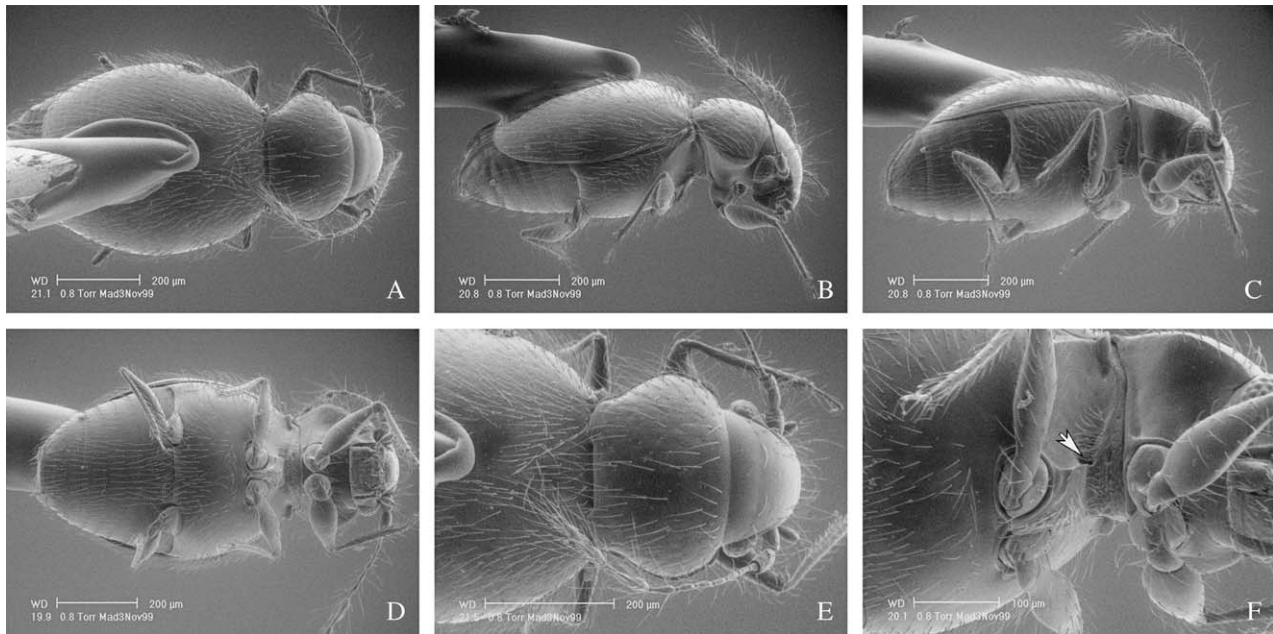 WD 200 µm
21.1 0.8 Torr Mad3Nov99
A
WD 200 µm
20.8 0.8 Torr Mad3Nov99
B
WD 200 µm
20.8 0.8 Torr Mad3Nov99
C
WD 200 µm
19.9 0.8 Torr Mad3Nov99
D
WD 200 µm
21.5 0.8 Torr Mad3Nov99
E
WD 100 µm
20.1 0.8 Torr Mad3Nov99
F